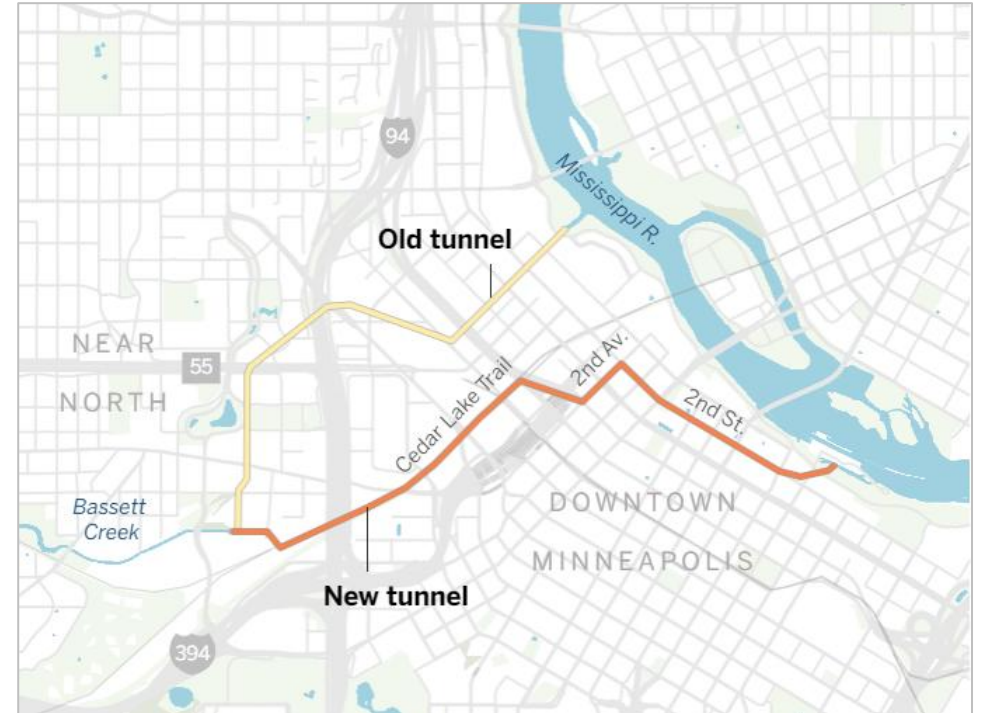 94
Mississippi R.
Old tunnel
NEAR
55
NORTH
2nd Av.
Cedar Lake Trail
2nd St.
Bassett
Creek
DOWNTOWN
MINNEAPOLIS
New tunnel
394